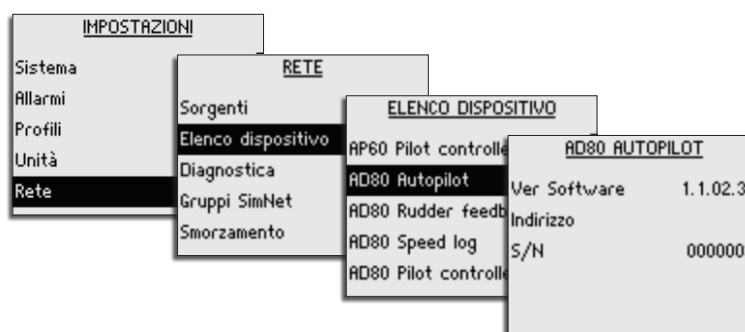 IMPOSTAZIONI
Sistema
Allarmi
Profili
Unità
Rete
RETE
Sorgenti
Elenco dispositivo
Diagnostica
Gruppi SimNet
Smorzamento
ELENCO DISPOSITIVO
AP60 Pilot controlle
AD80 Autopilot
AD80 Rudder feedb
AD80 Speed log
AD80 Pilot controlle
AD80 AUTOPILOT
Ver Software 1.1.02.3
Indirizzo
S/N 000000